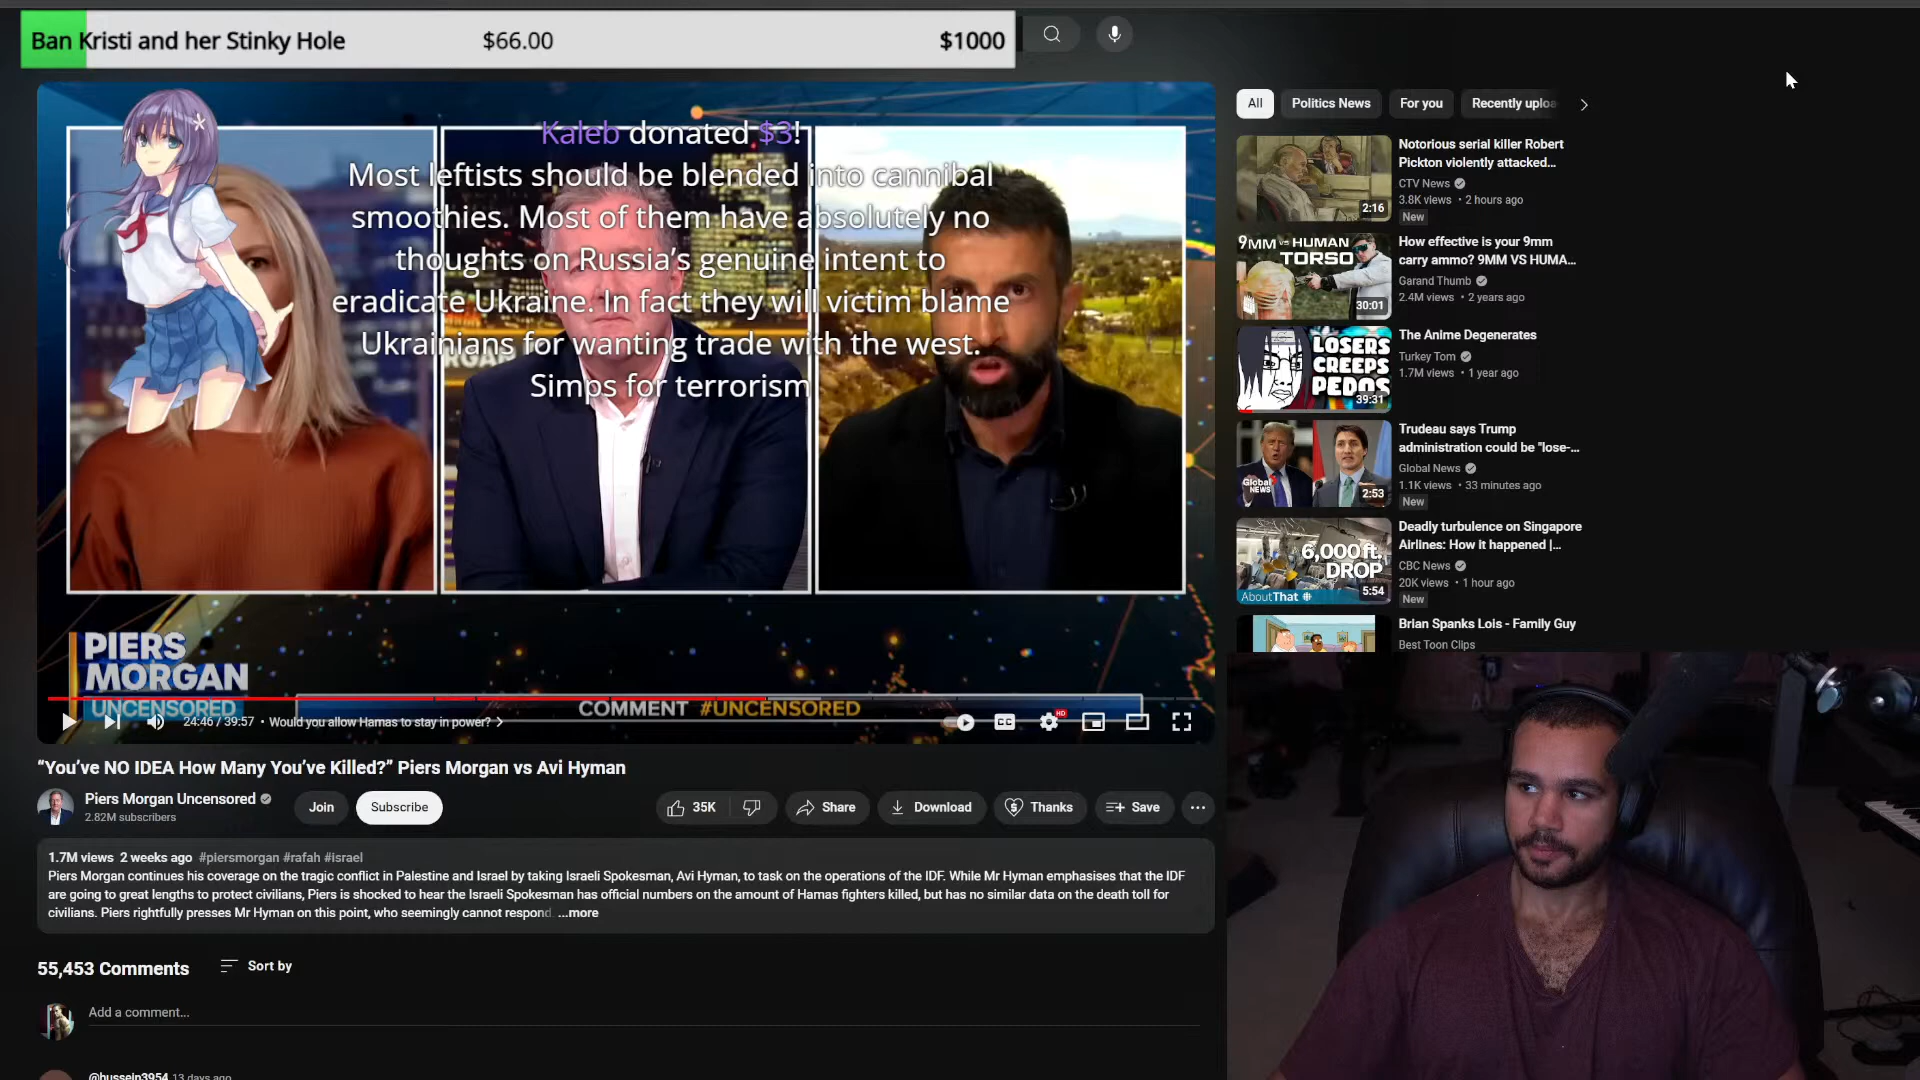 Ban Kristi and her Stinky Hole $66.00 $1000
Kaleb donated $3!
Most leftists should be blended into cannibal
smoothies. Most of them have absolutely no
thoughts on Russia's genuine intent to
eradicate Ukraine. In fact they will victim blame
Ukrainians for wanting trade with the west.
Simps for terrorism
PIERS
MORGAN
UNCENSORED
COMMENT #UNCENSORED
24:46 / 39:57 • Would you allow Hamas to stay in power?
CC
HD
“You've NO IDEA How Many You've Killed?” Piers Morgan vs Avi Hyman
Piers Morgan Uncensored
2.82M subscribers
Join
Subscribe
35K
Share
Download
Thanks
Save
1.7M views 2 weeks ago #piersmorgan #rafah #israel
Piers Morgan continues his coverage on the tragic conflict in Palestine and Israel by taking Israeli Spokesman, Avi Hyman, to task on the operations of the IDF. While Mr Hyman emphasises that the IDF
are going to great lengths to protect civilians, Piers is shocked to hear the Israeli Spokesman has official numbers on the amount of Hamas fighters killed, but has no similar data on the death toll for
civilians. Piers rightfully presses Mr Hyman on this point, who seemingly cannot respond. ...more
55,453 Comments
Sort by
Add a comment...
@hussein3954 13 days ago
All
Politics News
For you
Recently uploa
Notorious serial killer Robert
Pickton violently attacked...
CTV News
3.8K views • 2 hours ago
New
2:16
9MM VS HUMAN
TORSO
30:01
How effective is your 9mm
carry ammo? 9MM VS HUMA...
Garand Thumb
2.4M views • 2 years ago
LOSERS
CREEPS
PEDOS
39:31
The Anime Degenerates
Turkey Tom
1.7M views • 1 year ago
Global
NEWS
2:53
Trudeau says Trump
administration could be "lose-...
Global News
1.1K views • 33 minutes ago
New
6,000 ft.
DROP
About That
5:54
Deadly turbulence on Singapore
Airlines: How it happened |...
CBC News
20K views • 1 hour ago
New
Brian Spanks Lois - Family Guy
Best Toon Clips